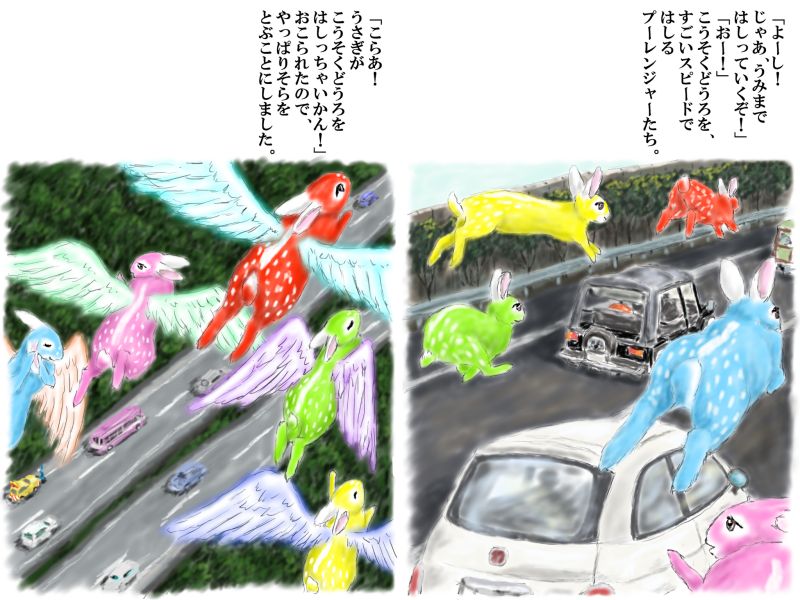 「よーし！
じゃあ、うみまで
はしっていくぞ！」
「おー！」
こうそくどうろを、
すごいスピードで
はしる
プーレンジャーたち。
「こらあ！
うさぎが
こうそくどうろを
はしっちゃいかん！」
おこられたので、
やっぱりそらを
とぶことにしました。